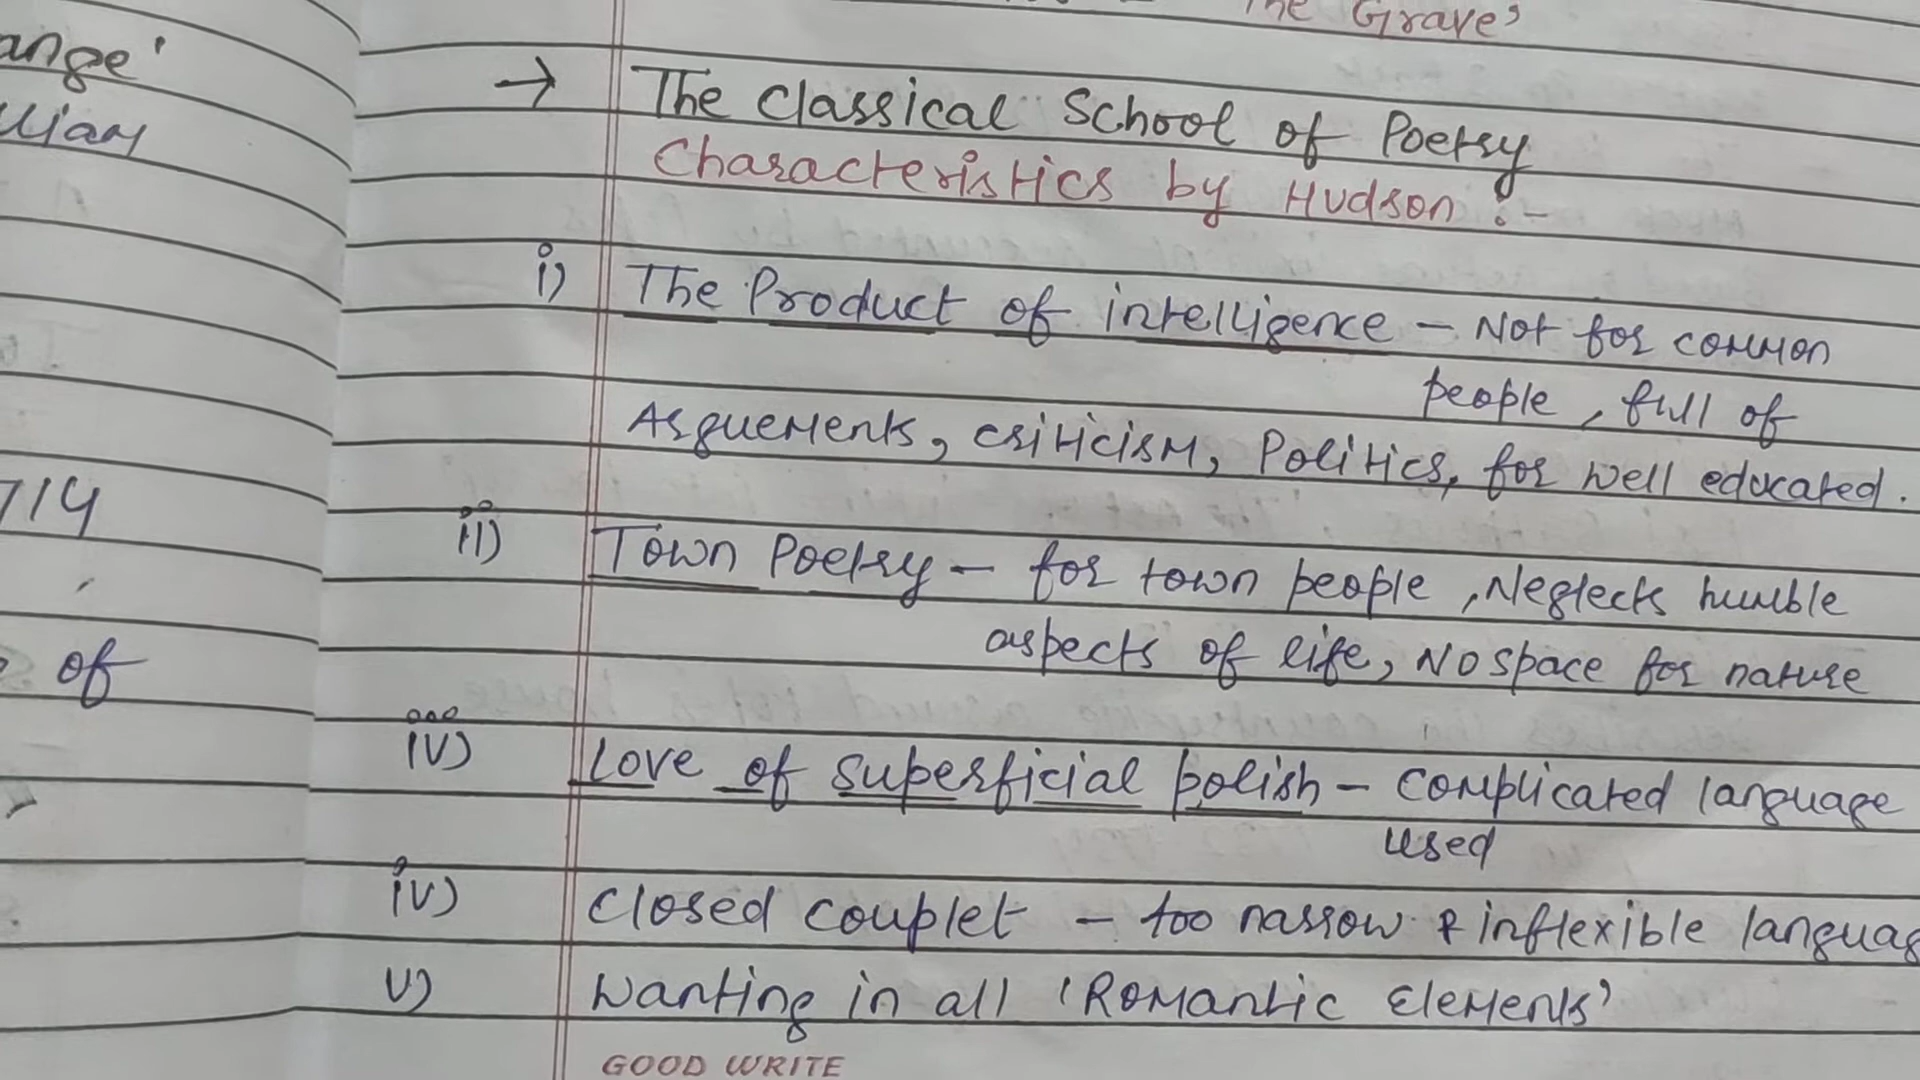 The Grave'
ange'
lliam
→ The Classical School of Poetry
Characteristics by Hudson :-
i) The Product of intelligence - Not for common
people, full of
Arguements, criticism, Politics, for well educated.
714
ii) Town Poetry - for town people, Neglects humble
of
aspects of life, No space for nature
iv) Love of superficial polish - complicated language
used
iv) Closed couplet - too narrow & inflexible languag
v) Wanting in all 'Romantic Elements'
GOOD WRITE